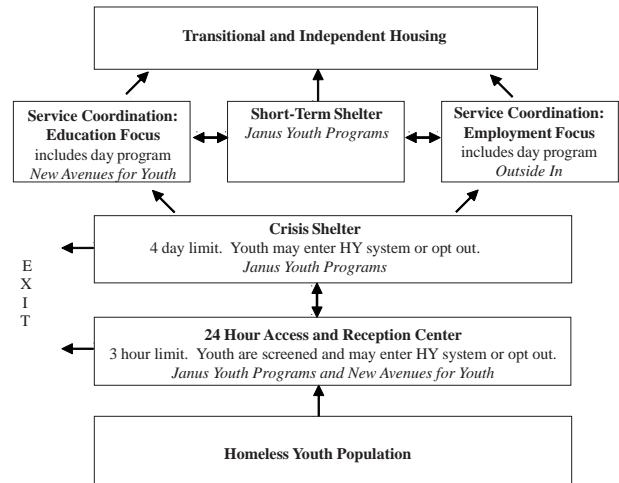 Transitional and Independent Housing
Service Coordination:
Education Focus
includes day program
New Avenues for Youth
Short-Term Shelter
Janus Youth Programs
Service Coordination:
Employment Focus
includes day program
Outside In
Crisis Shelter
4 day limit.  Youth may enter HY system or opt out.
Janus Youth Programs
E
X
I
T
24 Hour Access and Reception Center
3 hour limit.  Youth are screened and may enter HY system or opt out.
Janus Youth Programs and New Avenues for Youth
Homeless Youth Population